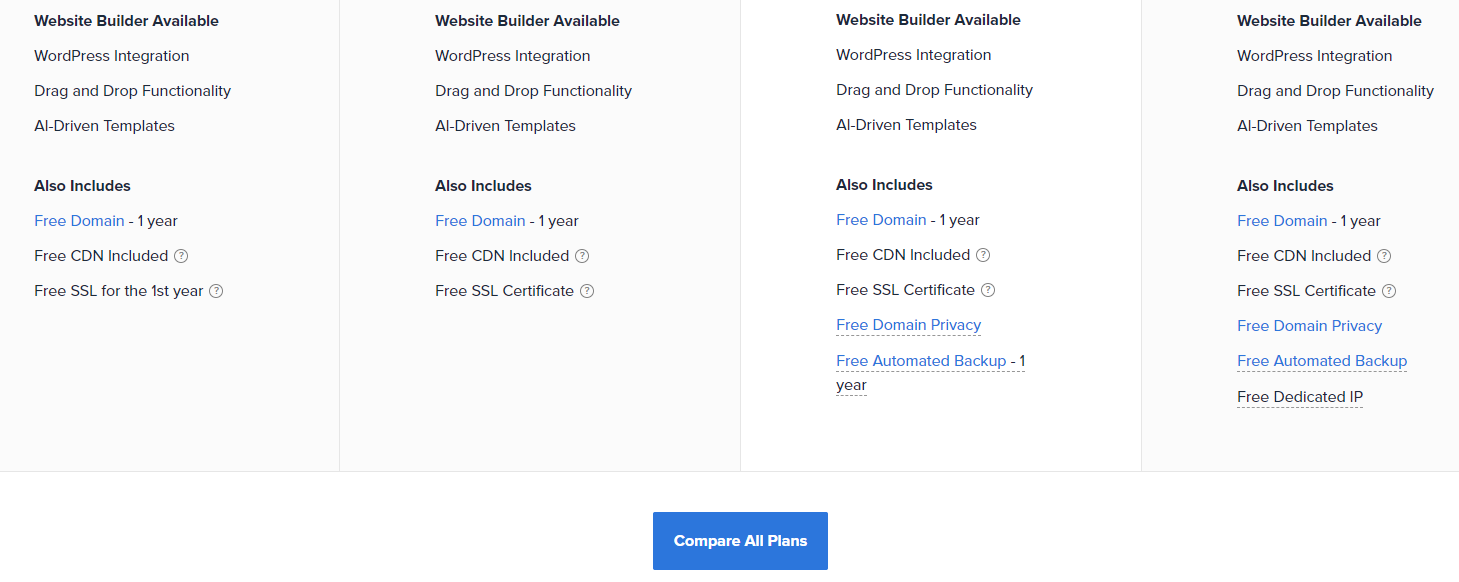 Website Builder Available
WordPress Integration
Drag and Drop Functionality
AI-Driven Templates
Also Includes
Free Domain - 1 year
Free CDN Included ?
Free SSL for the 1st year ?
Website Builder Available
WordPress Integration
Drag and Drop Functionality
AI-Driven Templates
Also Includes
Free Domain - 1 year
Free CDN Included ?
Free SSL Certificate ?
Website Builder Available
WordPress Integration
Drag and Drop Functionality
AI-Driven Templates
Also Includes
Free Domain - 1 year
Free CDN Included ?
Free SSL Certificate ?
Free Domain Privacy
Free Automated Backup - 1
year
Website Builder Available
WordPress Integration
Drag and Drop Functionality
AI-Driven Templates
Also Includes
Free Domain - 1 year
Free CDN Included ?
Free SSL Certificate ?
Free Domain Privacy
Free Automated Backup
Free Dedicated IP
Compare All Plans